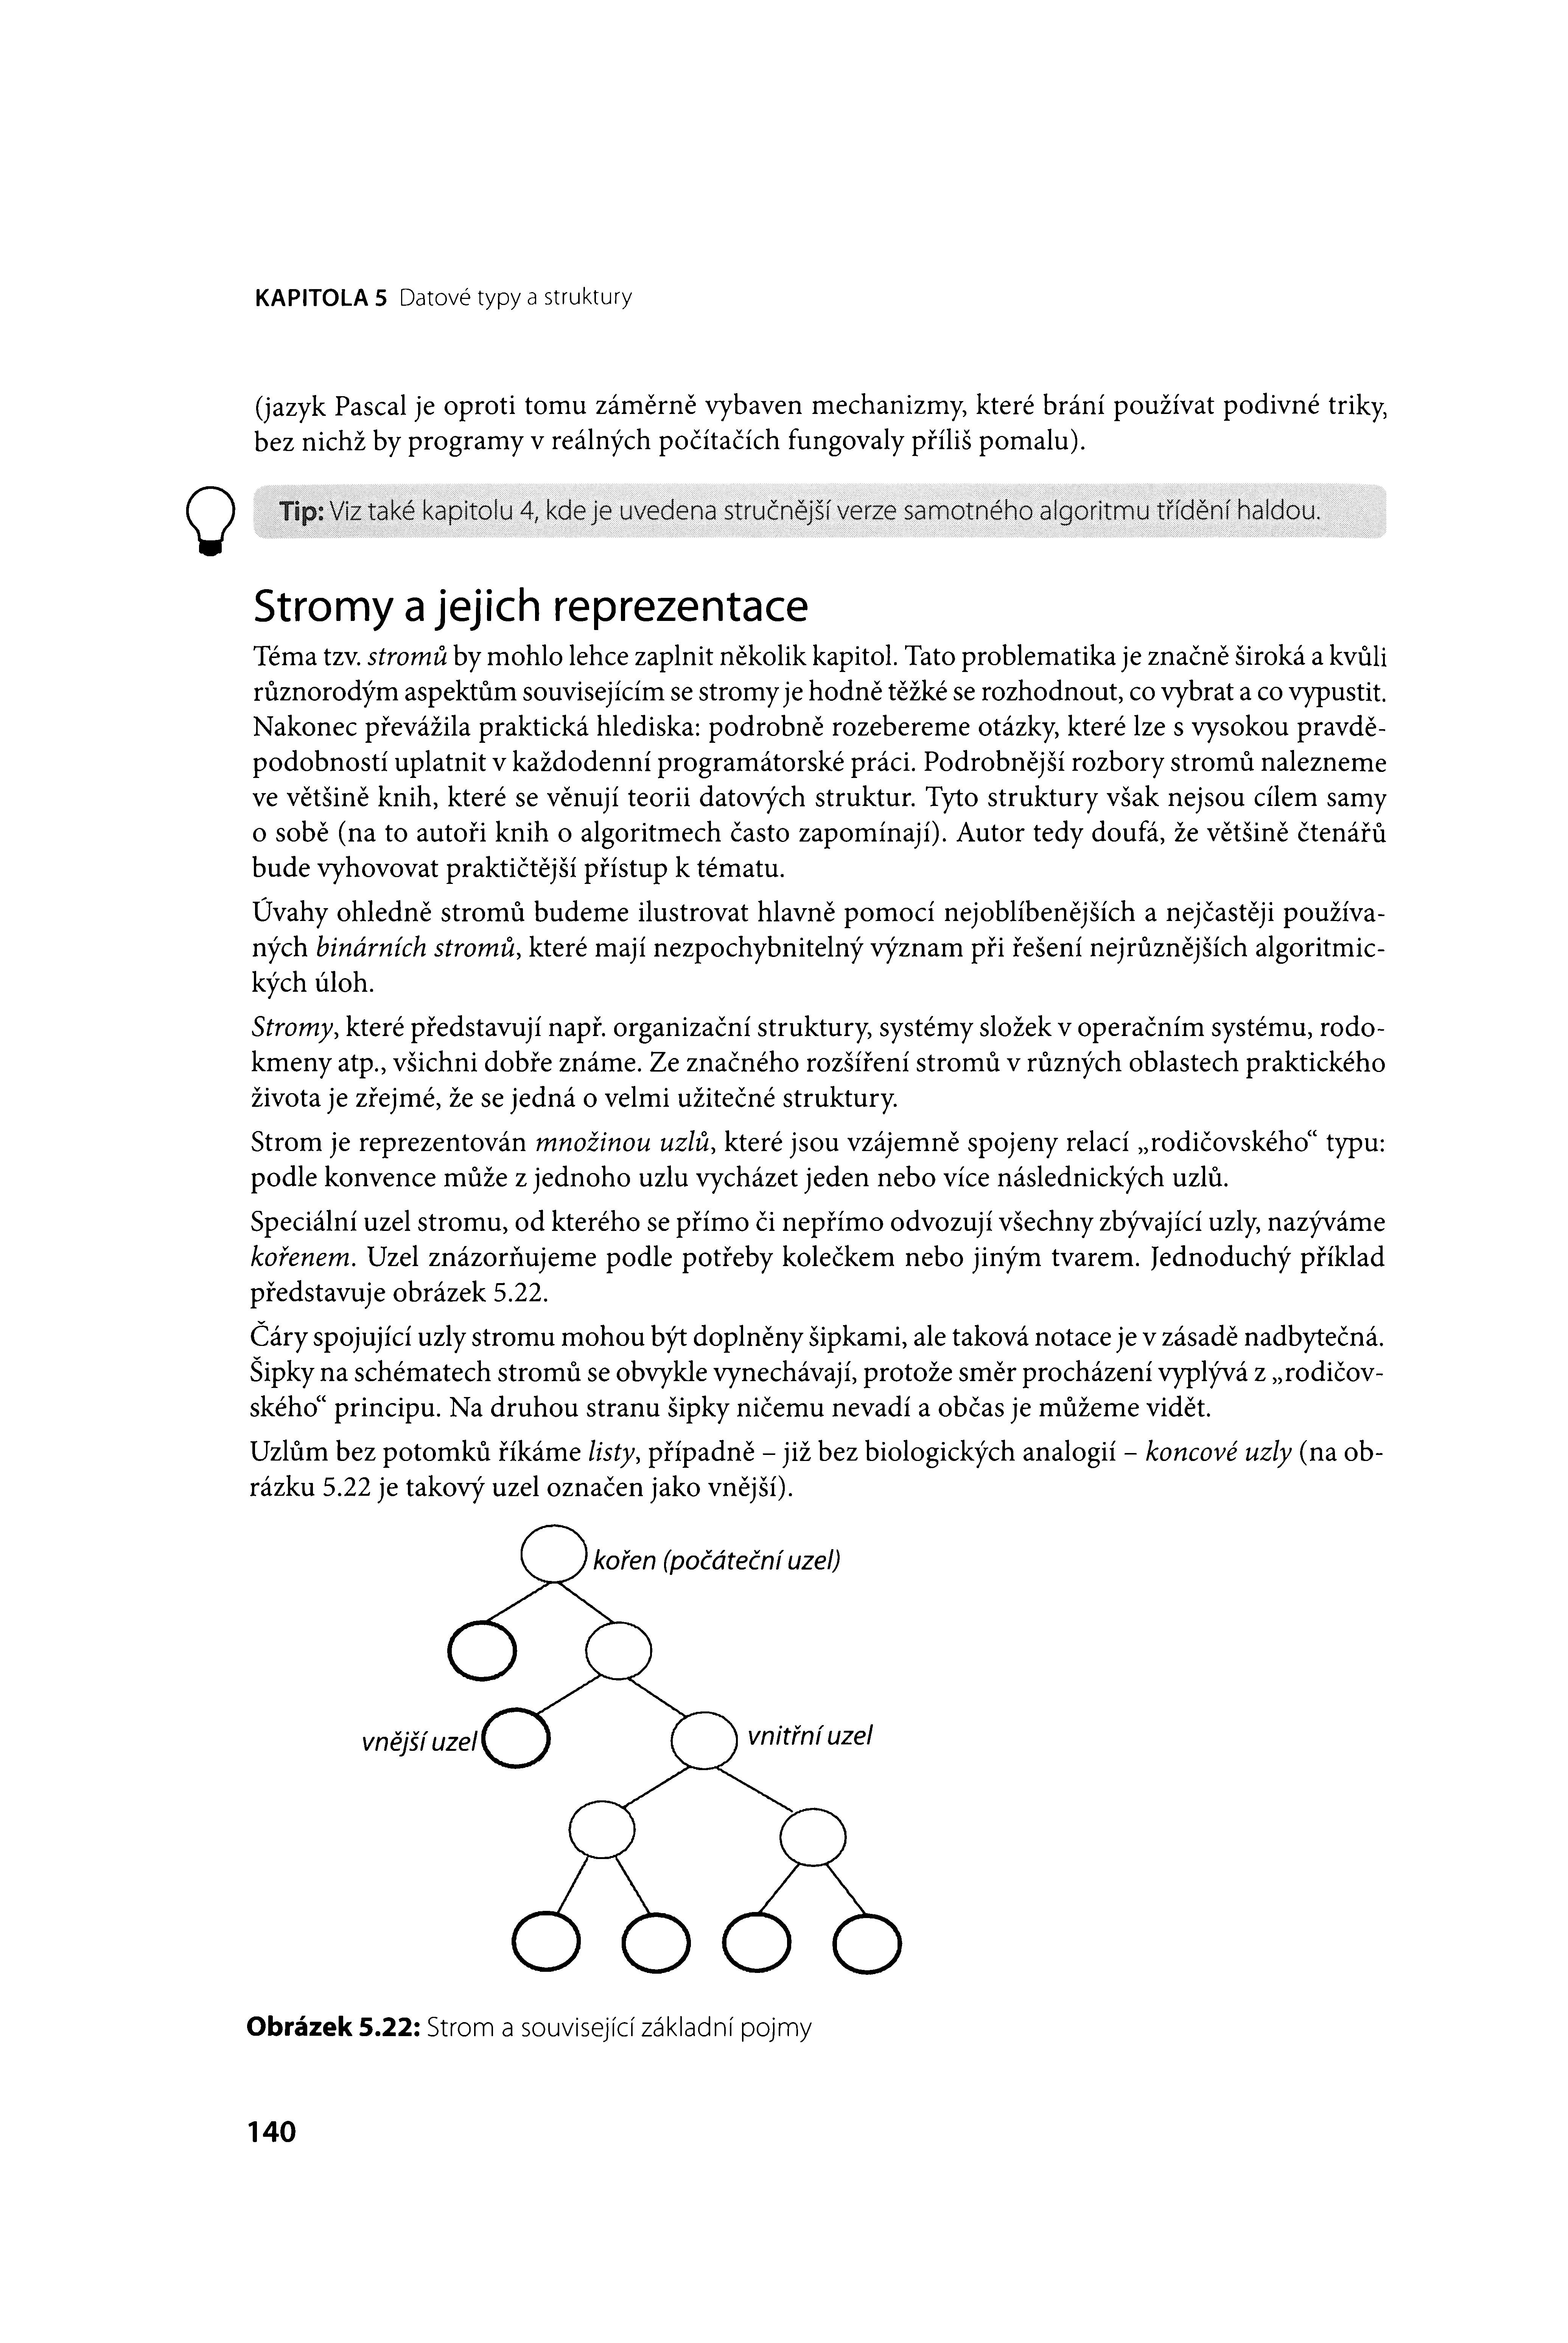 KAPITOLA 5 Datové typy a struktury
(jazyk Pascal je oproti tomu záměrně vybaven mechanizmy, které brání používat podivné triky,
bez nichž by programy v reálných počítačích fungovaly příliš pomalu).
Tip: Viz také kapitolu 4, kde je uvedena stručnější verze samotného algoritmu třídění haldou.
Stromy a jejich reprezentace
Téma tzv. stromů by mohlo lehce zaplnit několik kapitol. Tato problematika je značně široká a kvůli
různorodým aspektům souvisejícím se stromy je hodně těžké se rozhodnout, co vybrat a co vypustit.
Nakonec převážila praktická hlediska: podrobně rozebereme otázky, které lze s vysokou pravdě-
podobností uplatnit v každodenní programátorské práci. Podrobnější rozbory stromů nalezneme
ve většině knih, které se věnují teorii datových struktur. Tyto struktury však nejsou cílem samy
o sobě (na to autoři knih o algoritmech často zapomínají). Autor tedy doufá, že většině čtenářů
bude vyhovovat praktičtější přístup k tématu.
Úvahy ohledně stromů budeme ilustrovat hlavně pomocí nejoblíbenějších a nejčastěji používa-
ných binárních stromů, které mají nezpochybnitelný význam při řešení nejrůznějších algoritmic-
kých úloh.
Stromy, které představují např. organizační struktury, systémy složek v operačním systému, rodo-
kmeny atp., všichni dobře známe. Ze značného rozšíření stromů v různých oblastech praktického
života je zřejmé, že se jedná o velmi užitečné struktury.
Strom je reprezentován množinou uzlů, které jsou vzájemně spojeny relací „rodičovského“ typu:
podle konvence může z jednoho uzlu vycházet jeden nebo více následnických uzlů.
Speciální uzel stromu, od kterého se přímo či nepřímo odvozují všechny zbývající uzly, nazýváme
kořenem. Uzel znázorňujeme podle potřeby kolečkem nebo jiným tvarem. Jednoduchý příklad
představuje obrázek 5.22.
Čáry spojující uzly stromu mohou být doplněny šipkami, ale taková notace je v zásadě nadbytečná.
Šipky na schématech stromů se obvykle vynechávají, protože směr procházení vyplývá z „rodičov-
ského“ principu. Na druhou stranu šipky ničemu nevadí a občas je můžeme vidět.
Uzlům bez potomků říkáme listy, případně – již bez biologických analogií – koncové uzly (na ob-
rázku 5.22 je takový uzel označen jako vnější).
kořen (počáteční uzel)
vnější uzel
vnitřní uzel
Obrázek 5.22: Strom a související základní pojmy
140